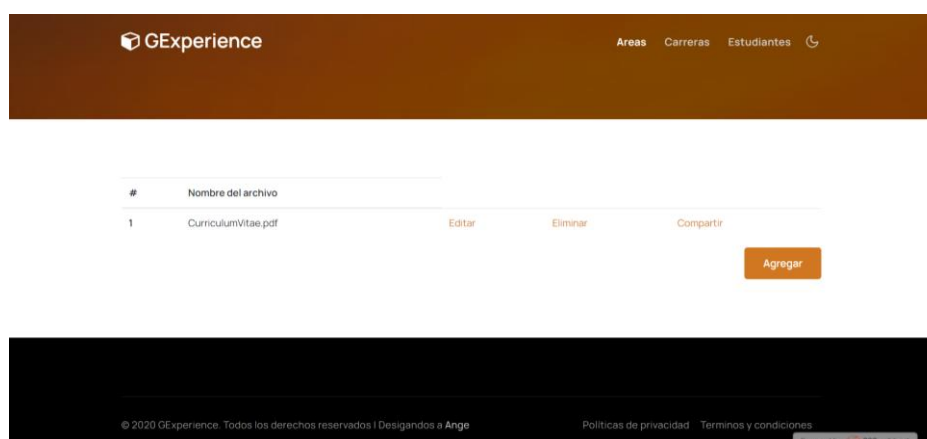 GExperience
Areas Carreras Estudiantes
# Nombre del archivo
1 CurriculumVitae.pdf Editar Eliminar Compartir
Agregar
© 2020 GExperience. Todos los derechos reservados | Desigandos a Ange
Políticas de privacidad Terminos y condiciones